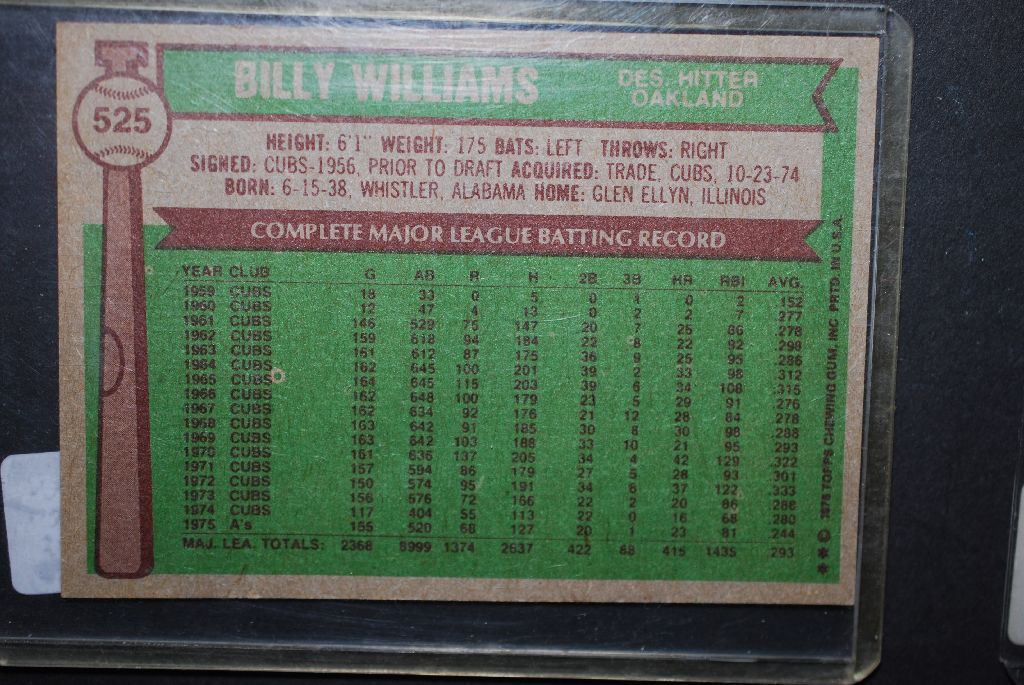 525
BILLY WILLIAMS
DES. HITTER
OAKLAND
HEIGHT: 6'1" WEIGHT: 175 BATS: LEFT THROWS: RIGHT
SIGNED: CUBS-1956, PRIOR TO DRAFT ACQUIRED: TRADE, CUBS, 10-23-74
BORN: 6-15-38, WHISTLER, ALABAMA HOME: GLEN ELLYN, ILLINOIS
COMPLETE MAJOR LEAGUE BATTING RECORD
YEAR CLUB G AB R H 2B 3B HR RBI AVG.
1959 CUBS 18 33 0 5 0 1 0 2 .152
1960 CUBS 12 47 4 13 0 2 2 7 .277
1961 CUBS 146 529 75 147 20 7 25 86 .278
1962 CUBS 159 618 94 184 22 8 22 92 .298
1963 CUBS 161 612 87 175 36 9 25 95 .286
1964 CUBS 162 645 100 201 39 2 33 98 .312
1965 CUBS 164 645 115 203 39 6 34 108 .315
1966 CUBS 162 648 100 179 23 5 29 91 .276
1967 CUBS 162 634 92 176 21 12 28 84 .278
1968 CUBS 163 642 91 185 30 8 30 98 .288
1969 CUBS 163 642 103 188 33 10 21 95 .293
1970 CUBS 161 636 137 205 34 4 42 129 .322
1971 CUBS 157 594 86 179 27 5 28 93 .301
1972 CUBS 150 574 95 191 34 6 37 122 .333
1973 CUBS 156 576 72 166 22 2 20 86 .288
1974 CUBS 117 404 55 113 22 0 16 68 .280
1975 A's 155 520 68 127 20 1 23 81 .244
MAJ. LEA. TOTALS: 2368 8999 1374 2637 422 88 415 1435 .293
** © 1976 TOPPS CHEWING GUM, INC. PRTD. IN U.S.A.